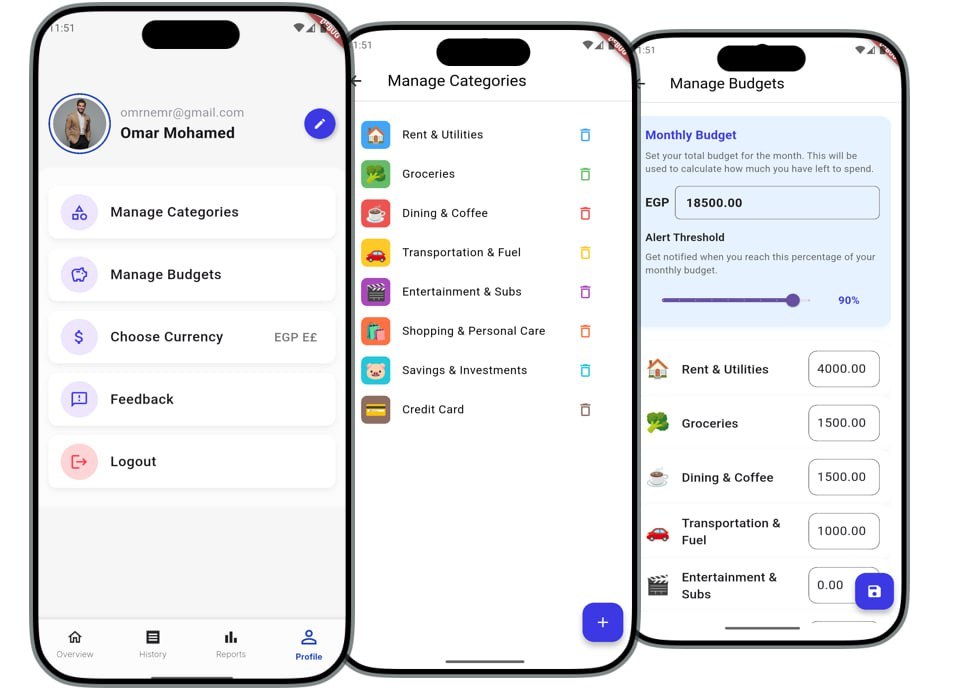 11:51
DEBUG
omrnemr@gmail.com
Omar Mohamed
Manage Categories
Manage Budgets
Choose Currency EGP E£
Feedback
Logout
Overview History Reports Profile
1:51
Manage Categories
Rent & Utilities
Groceries
Dining & Coffee
Transportation & Fuel
Entertainment & Subs
Shopping & Personal Care
Savings & Investments
Credit Card
1:51
Manage Budgets
Monthly Budget
Set your total budget for the month. This will be
used to calculate how much you have left to spend.
EGP 18500.00
Alert Threshold
Get notified when you reach this percentage of your
monthly budget.
90%
Rent & Utilities 4000.00
Groceries 1500.00
Dining & Coffee 1500.00
Transportation &
Fuel 1000.00
Entertainment &
Subs 0.00